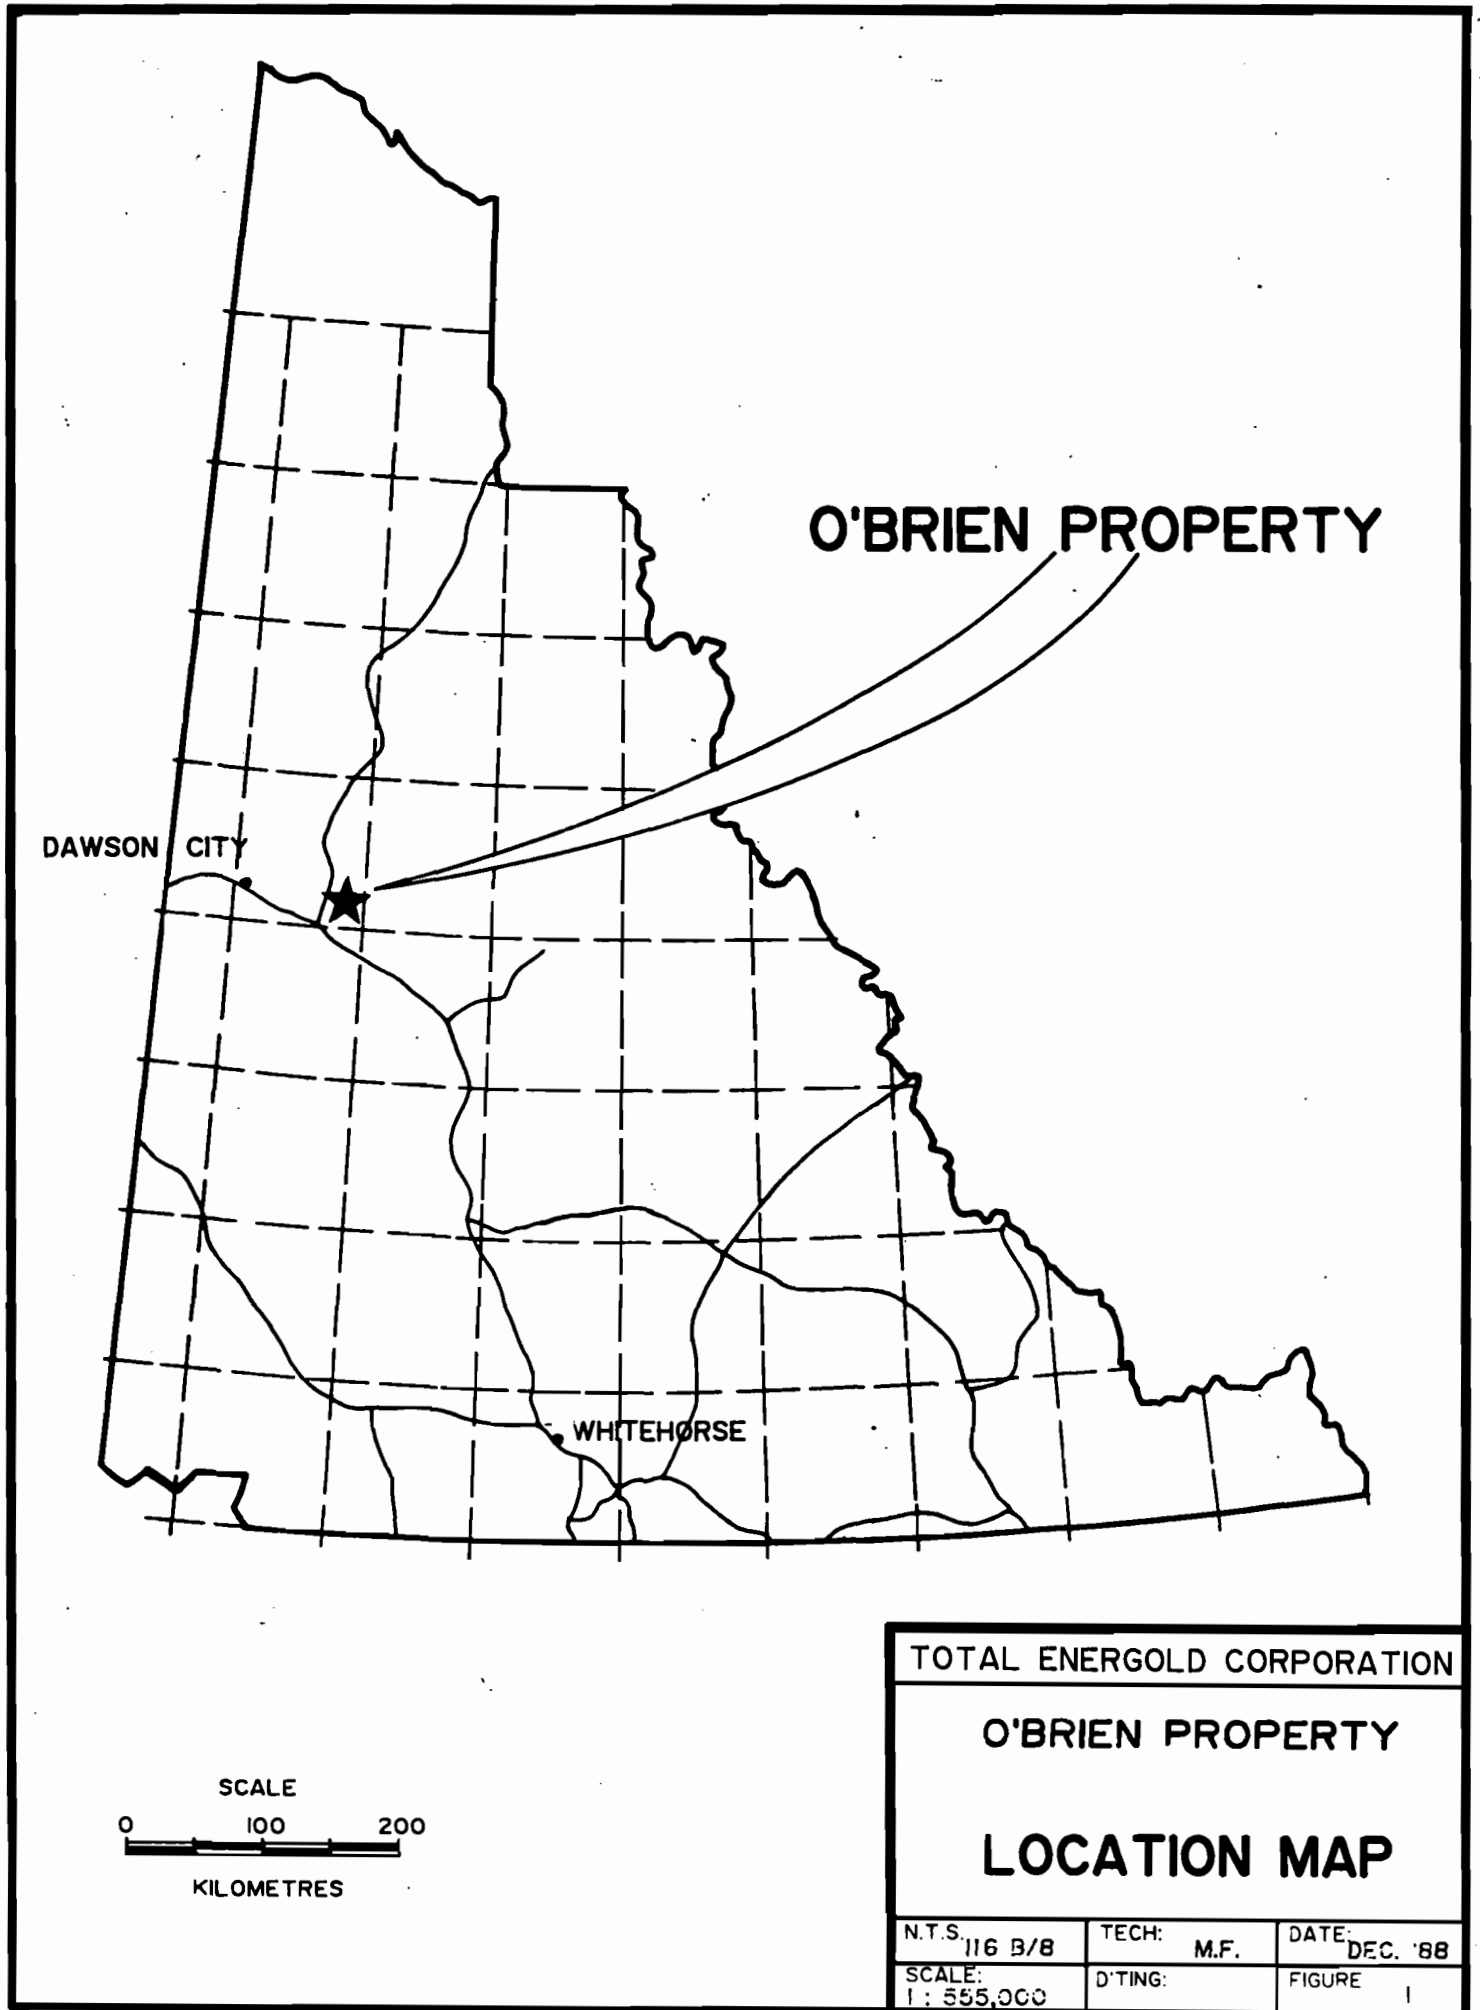 O'BRIEN PROPERTY
DAWSON CITY
WHITEHORSE
SCALE
0 100 200
KILOMETRES
TOTAL ENERGOLD CORPORATION
O'BRIEN PROPERTY
LOCATION MAP
N.T.S. 116 B/8
TECH: M.F.
DATE: DEC. '88
SCALE: 1 : 555,000
D'TING:
FIGURE 1